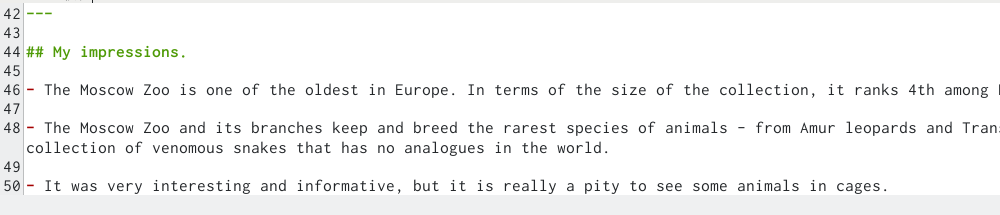 42 ---
43
44 ## My impressions.
45
46 - The Moscow Zoo is one of the oldest in Europe. In terms of the size of the collection, it ranks 4th among
47
48 - The Moscow Zoo and its branches keep and breed the rarest species of animals - from Amur leopards and Tran
collection of venomous snakes that has no analogues in the world.
49
50 - It was very interesting and informative, but it is really a pity to see some animals in cages.